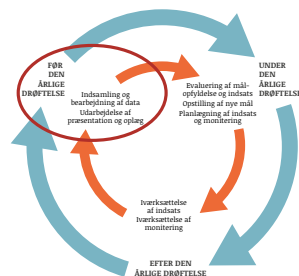 FØR
DEN
ÅRLIGE
DRØFTELSE
Indsamling og
bearbejdning af data
Udarbejdelse af
præsentation og oplæg
UNDER
DEN
ÅRLIGE
DRØFTELSE
Evaluering af mål-
opfyldelse og indsats
Opstilling af nye mål
Planlægning af indsats
og monitering
Iværksættelse
af indsats
Iværksættelse af
monitering
EFTER DEN
ÅRLIGE DRØFTELSE